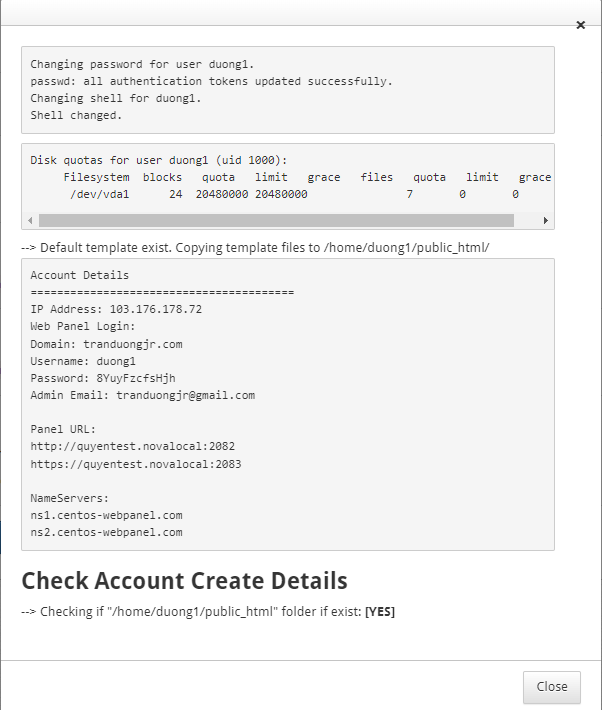 ×
Changing password for user duong1.
passwd: all authentication tokens updated successfully.
Changing shell for duong1.
Shell changed.
Disk quotas for user duong1 (uid 1000):
Filesystem blocks quota limit grace files quota limit grace
/dev/vda1 24 20480000 20480000 7 0 0
--> Default template exist. Copying template files to /home/duong1/public_html/
Account Details
========================================
IP Address: 103.176.178.72
Web Panel Login:
Domain: tranduongjr.com
Username: duong1
Password: 8YuyFzcfsHjh
Admin Email: tranduongjr@gmail.com
Panel URL:
http://quyentest.novalocal:2082
https://quyentest.novalocal:2083
NameServers:
ns1.centos-webpanel.com
ns2.centos-webpanel.com
Check Account Create Details
--> Checking if "/home/duong1/public_html" folder if exist: [YES]
Close